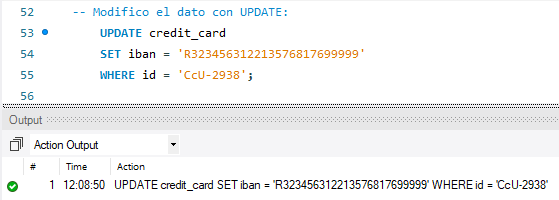 52 -- Modifico el dato con UPDATE:
53 UPDATE credit_card
54 SET iban = 'R323456312213576817699999'
55 WHERE id = 'CcU-2938';
56
Output
Action Output
# Time Action
1 12:08:50 UPDATE credit_card SET iban = 'R323456312213576817699999' WHERE id = 'CcU-2938'